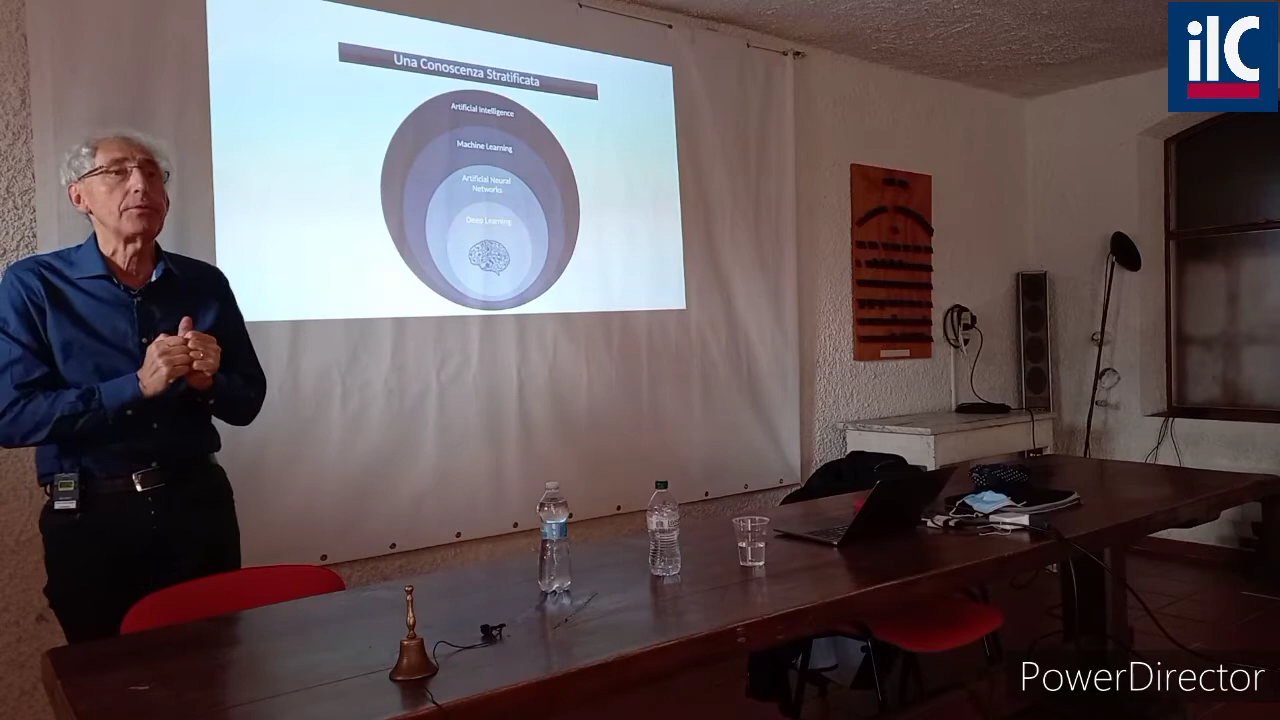 ilC
Una Conoscenza Stratificata
Artificial Intelligence
Machine Learning
Artificial Neural
Networks
Deep Learning
PowerDirector